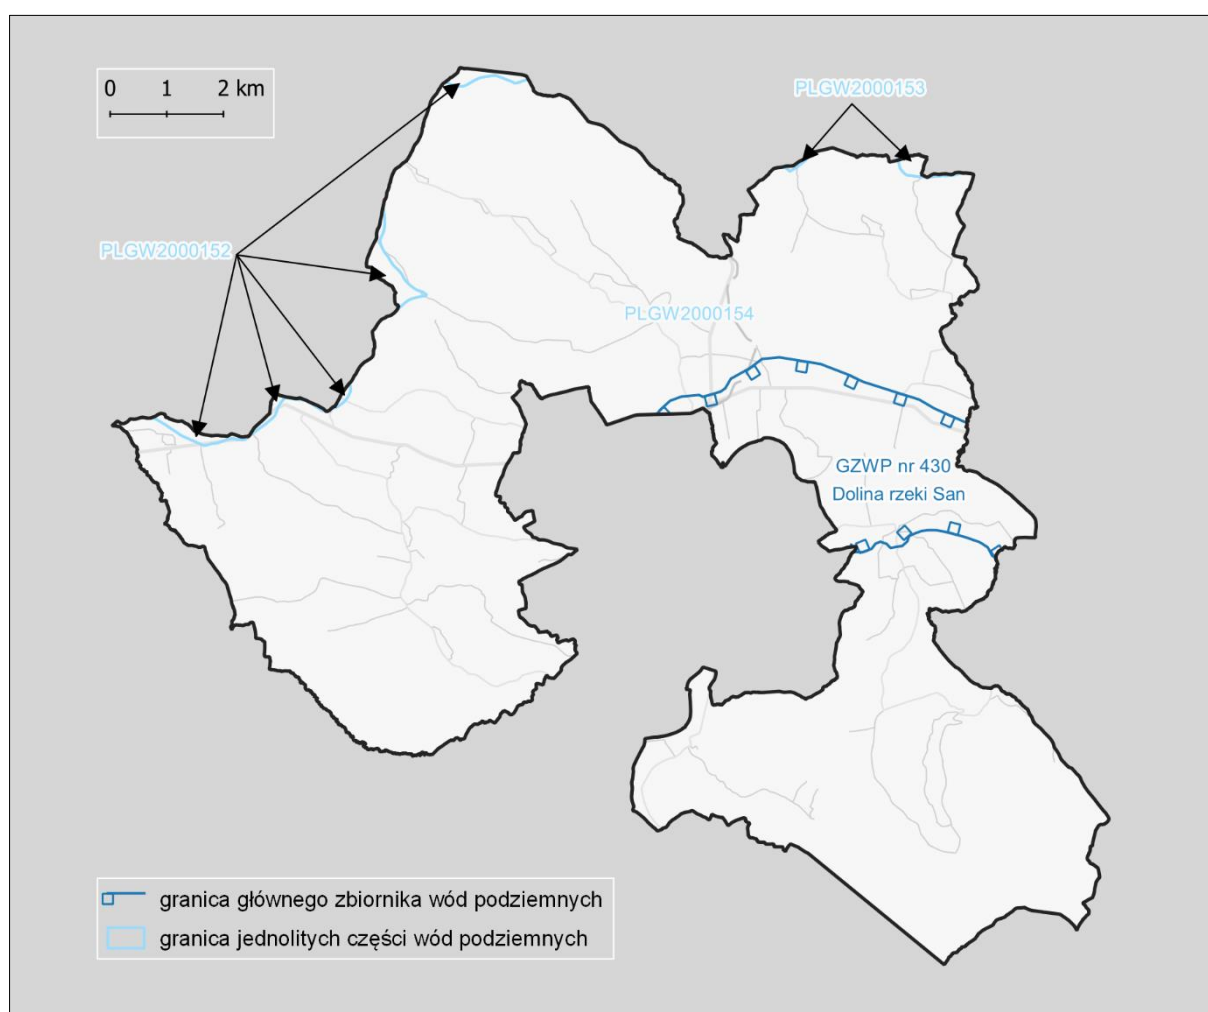 0 1 2 km
PLGW2000153
PLGW2000152
PLGW2000154
GZWP nr 430
Dolina rzeki San
granica głównego zbiornika wód podziemnych
granica jednolitych części wód podziemnych